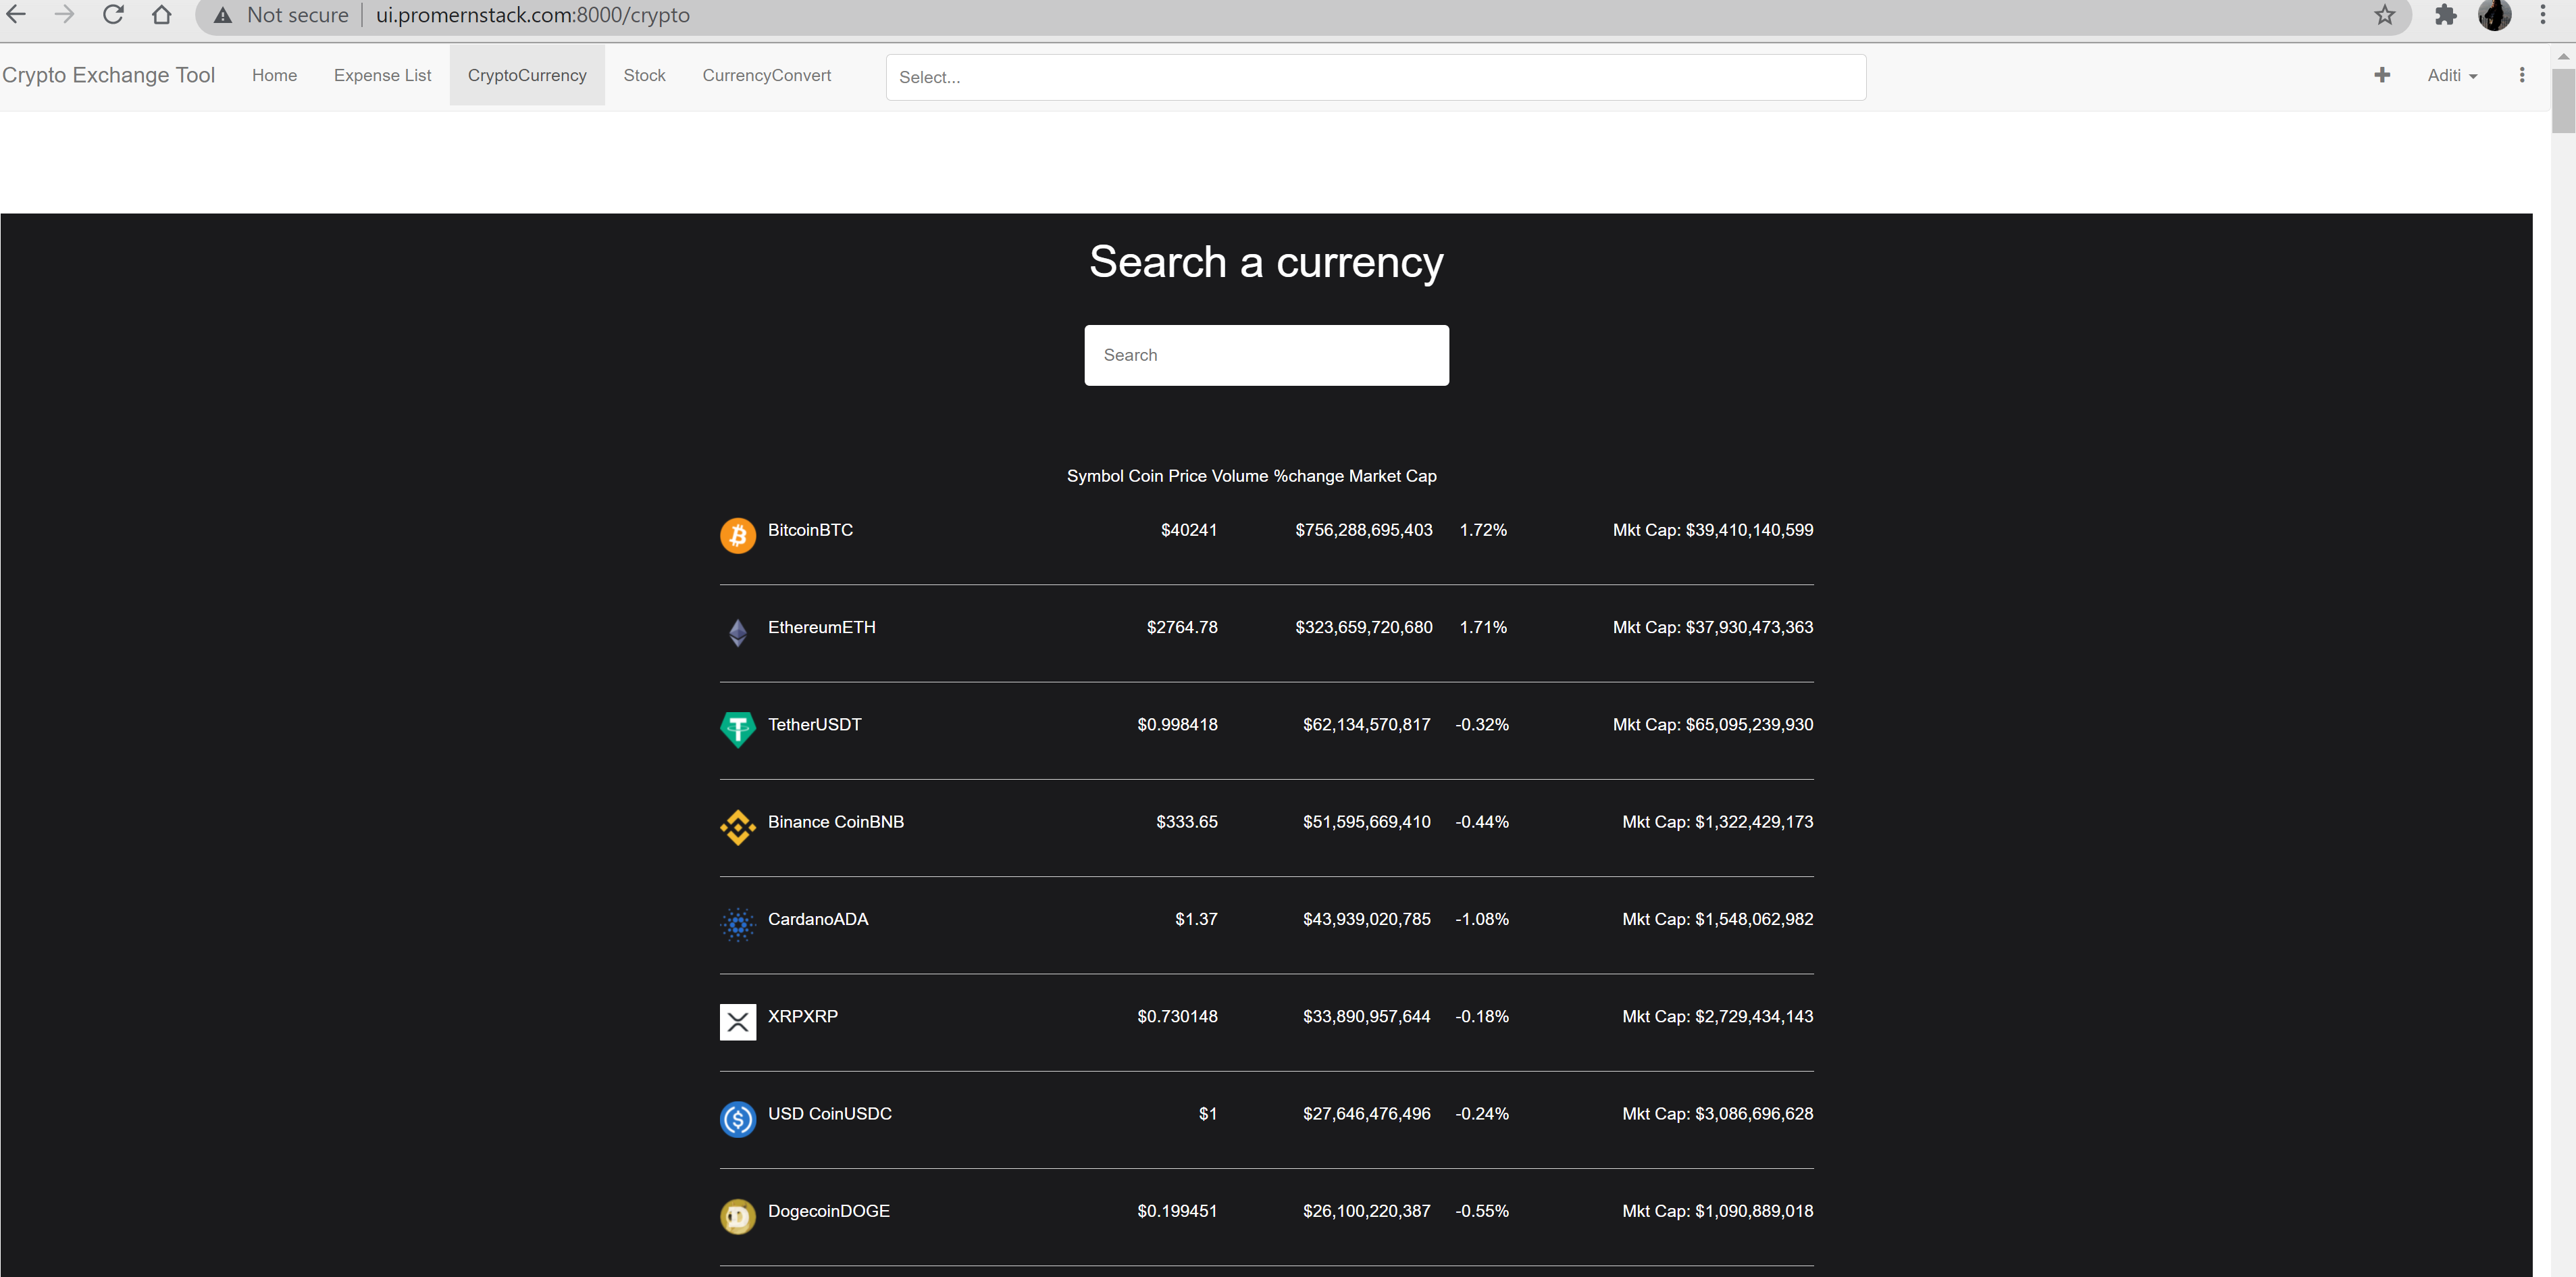 Not secure ui.promernstack.com:8000/crypto
Crypto Exchange Tool Home Expense List CryptoCurrency Stock CurrencyConvert Select... Aditi
Search a currency
Search
Symbol Coin Price Volume %change Market Cap
BitcoinBTC $40241 $756,288,695,403 1.72% Mkt Cap: $39,410,140,599
EthereumETH $2764.78 $323,659,720,680 1.71% Mkt Cap: $37,930,473,363
TetherUSDT $0.998418 $62,134,570,817 -0.32% Mkt Cap: $65,095,239,930
Binance CoinBNB $333.65 $51,595,669,410 -0.44% Mkt Cap: $1,322,429,173
CardanoADA $1.37 $43,939,020,785 -1.08% Mkt Cap: $1,548,062,982
XRPXRP $0.730148 $33,890,957,644 -0.18% Mkt Cap: $2,729,434,143
USD CoinUSDC $1 $27,646,476,496 -0.24% Mkt Cap: $3,086,696,628
DogecoinDOGE $0.199451 $26,100,220,387 -0.55% Mkt Cap: $1,090,889,018